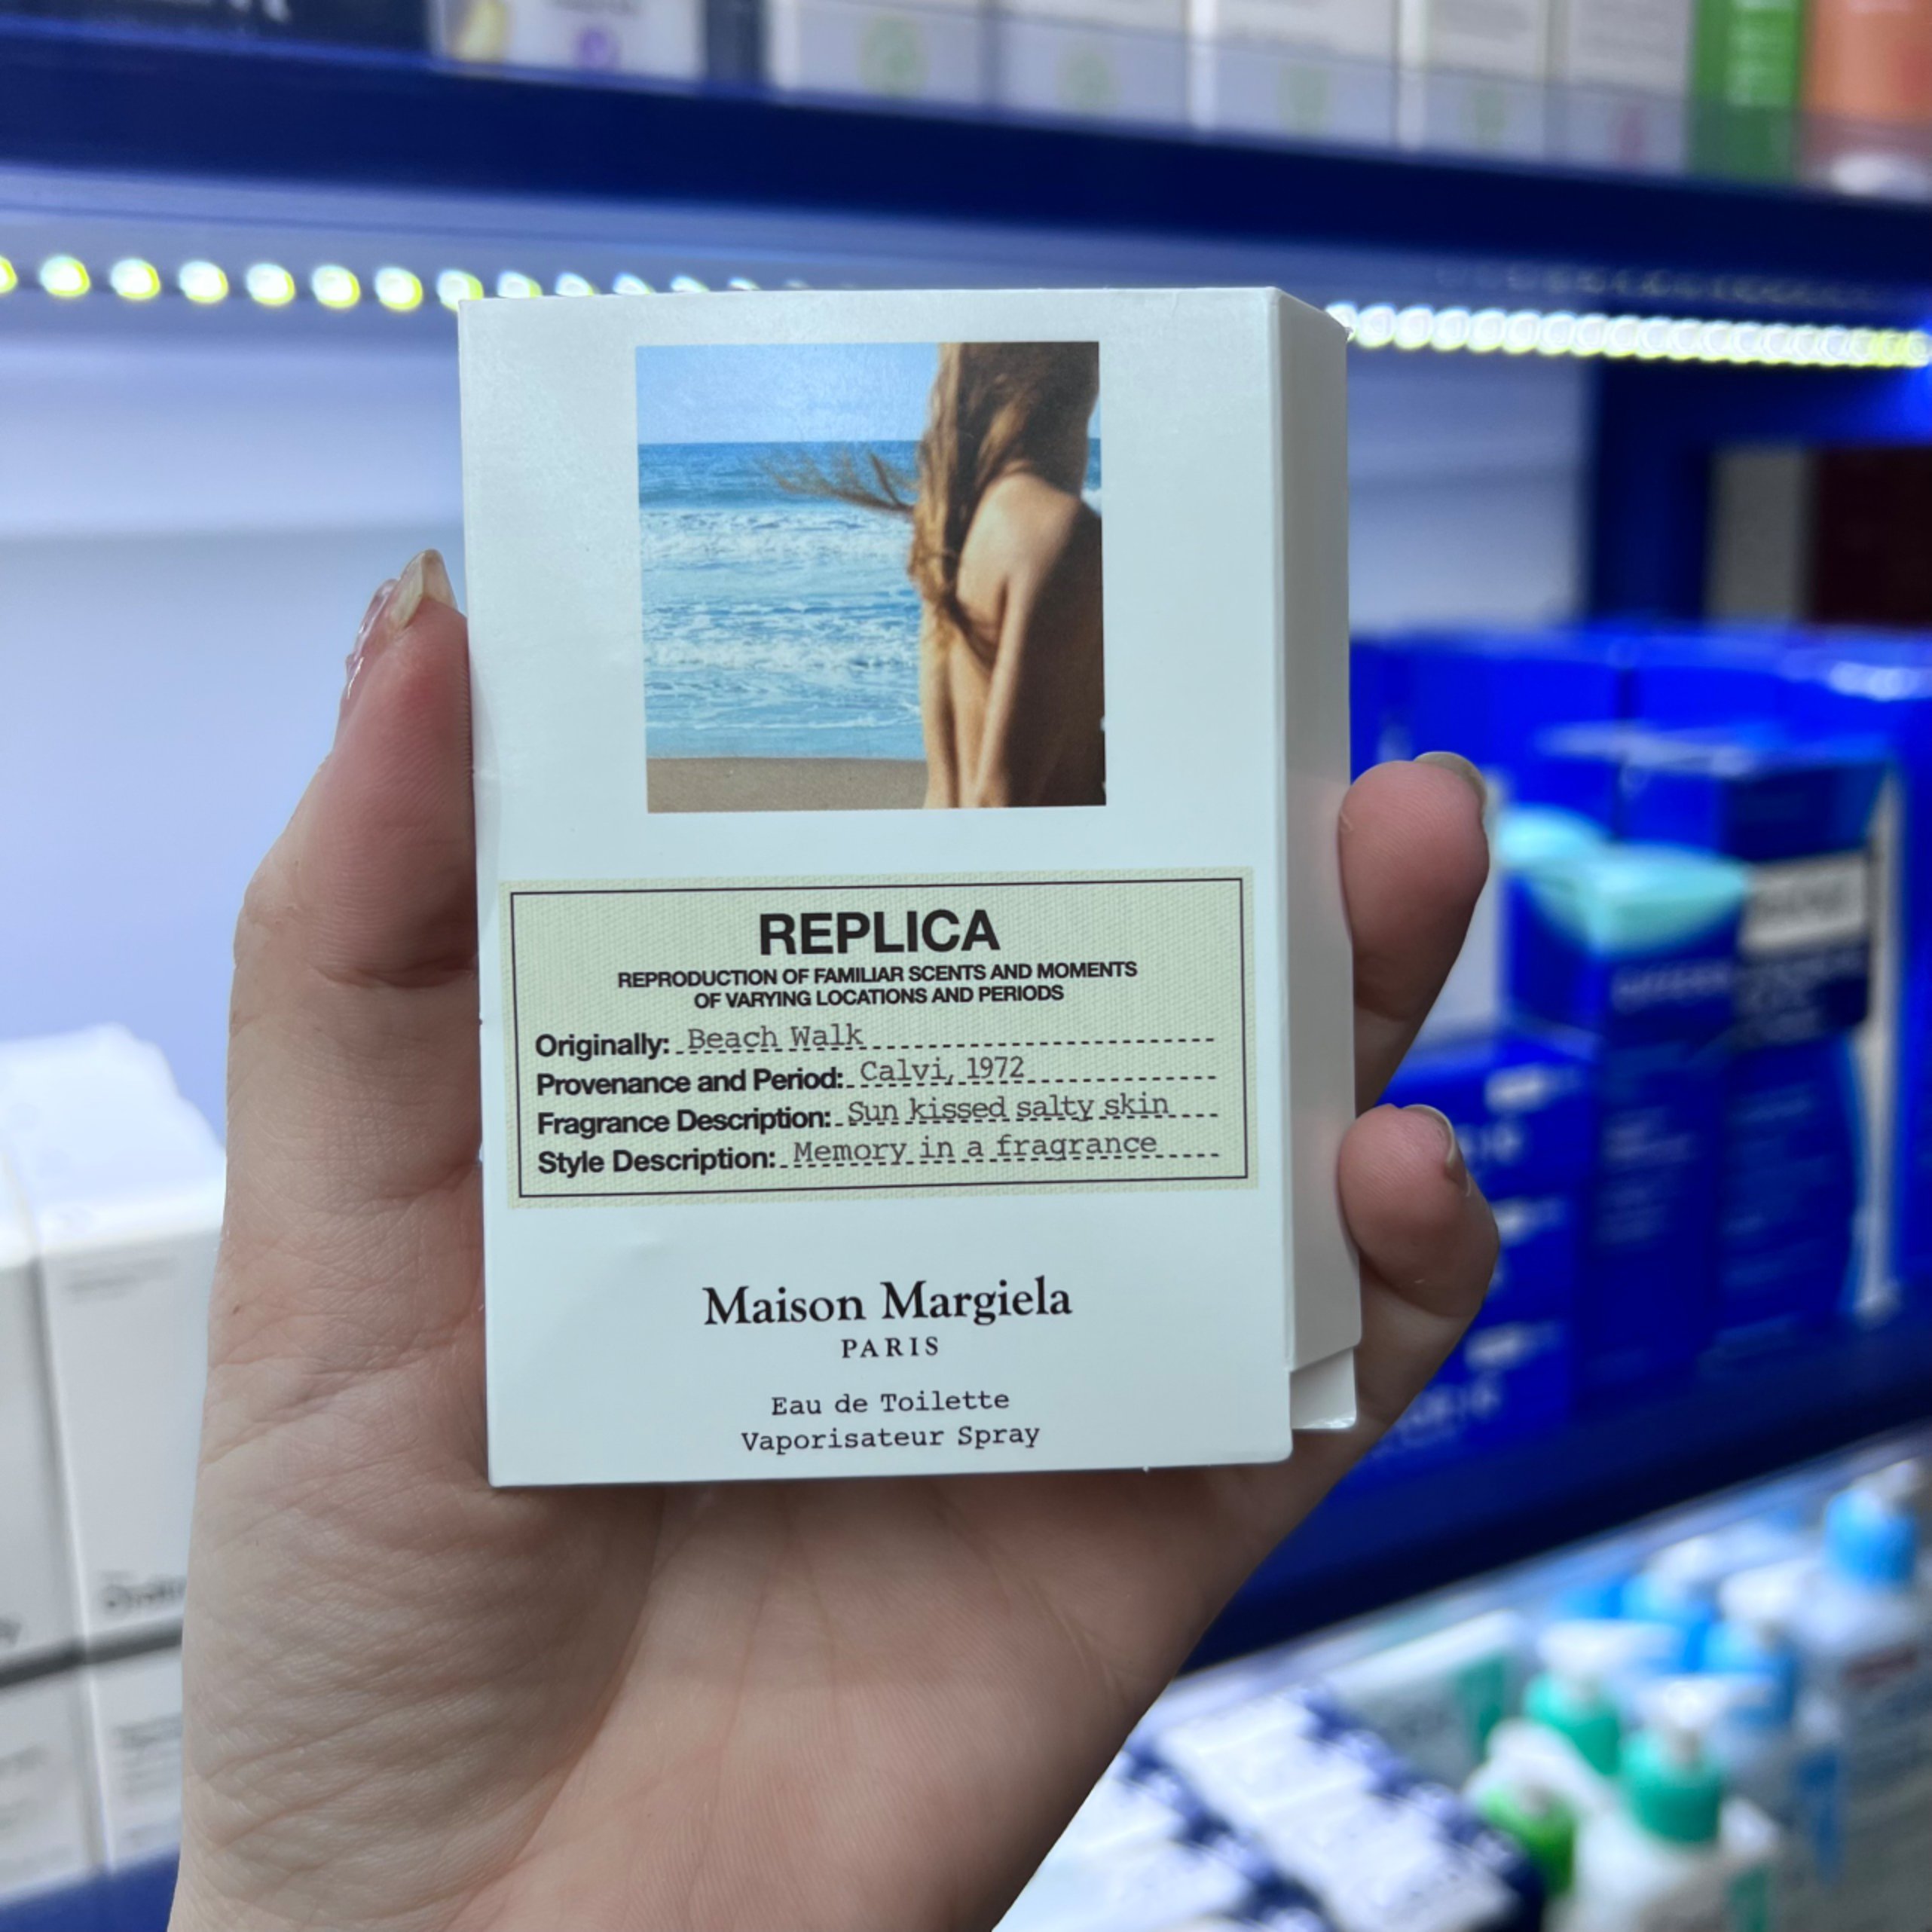 REPLICA
REPRODUCTION OF FAMILIAR SCENTS AND MOMENTS
OF VARYING LOCATIONS AND PERIODS
Originally: Beach Walk
Provenance and Period: Calvi, 1972
Fragrance Description: Sun kissed salty skin
Style Description: Memory in a fragrance
Maison Margiela
PARIS
Eau de Toilette
Vaporisateur Spray